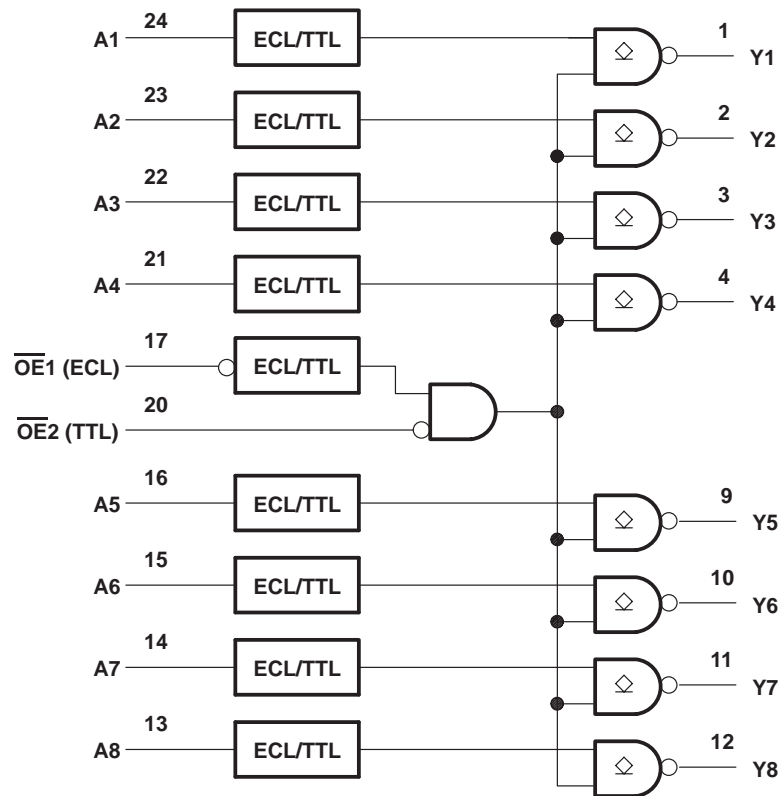 24 1
A1 ECL/TTL Y1
23 2
A2 ECL/TTL Y2
22 3
A3 ECL/TTL Y3
21 4
A4 ECL/TTL Y4
17
O̅E̅1 (ECL) ECL/TTL
20
O̅E̅2 (TTL)
16 9
A5 ECL/TTL Y5
15 10
A6 ECL/TTL Y6
14 11
A7 ECL/TTL Y7
13 12
A8 ECL/TTL Y8